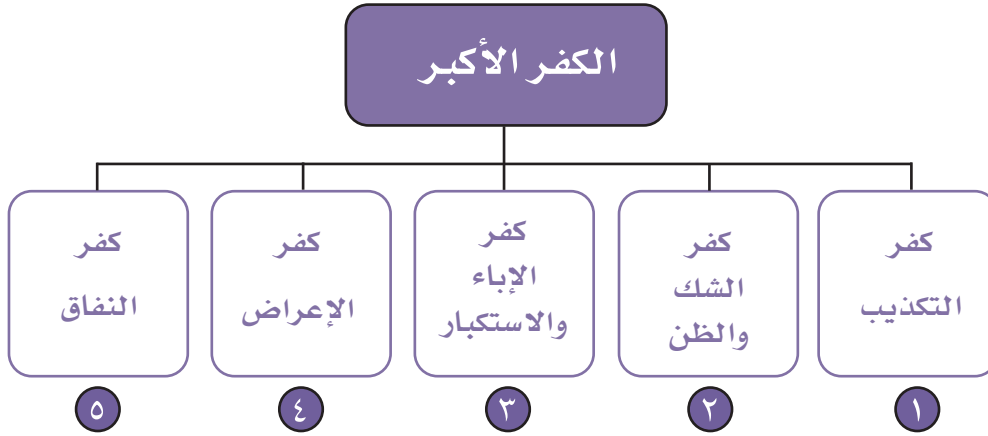 الكفر الأكبر
كفر
التكذيب
١
كفر
الشك
والظن
٢
كفر
الإباء
والاستكبار
٣
كفر
الإعراض
٤
كفر
النفاق
٥